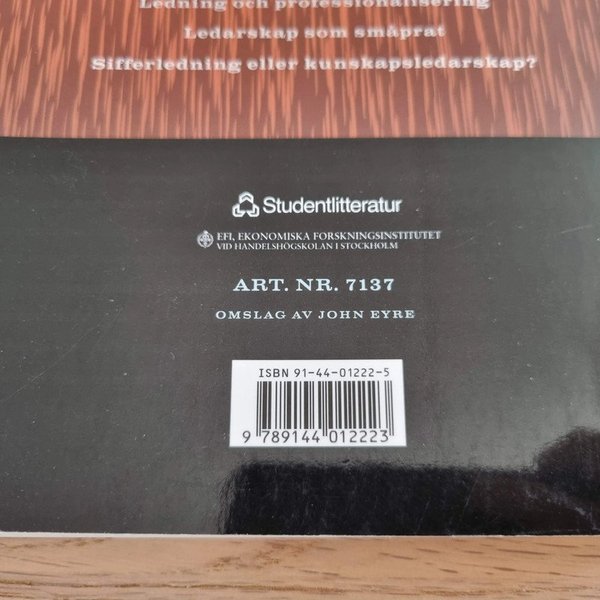 Ledning och professionalisering
Ledarskap som småprat
Sifferledning eller kunskapsledarskap?
Studentlitteratur
EFI, EKONOMISKA FORSKNINGSINSTITUTET
VID HANDELSHÖGSKOLAN I STOCKHOLM
ART. NR. 7137
OMSLAG AV JOHN EYRE
ISBN 91-44-01222-5
9 789144 012223